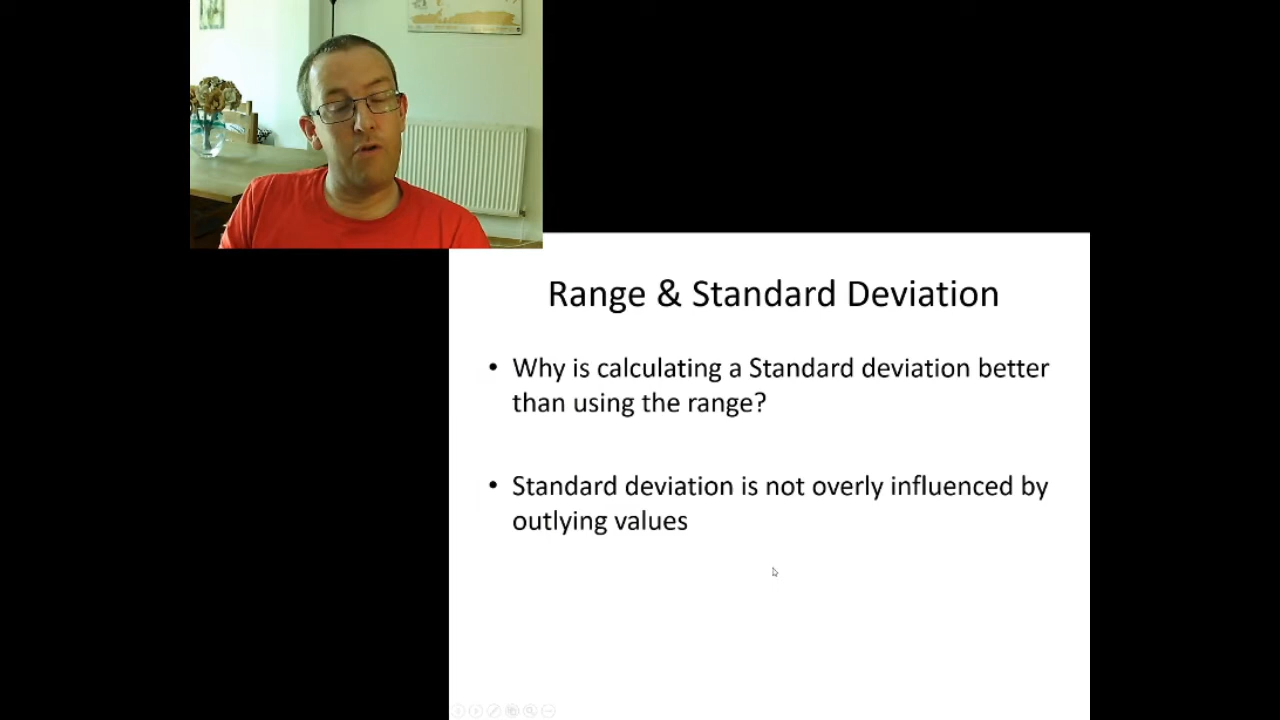 Range & Standard Deviation
• Why is calculating a Standard deviation better
than using the range?
• Standard deviation is not overly influenced by
outlying values